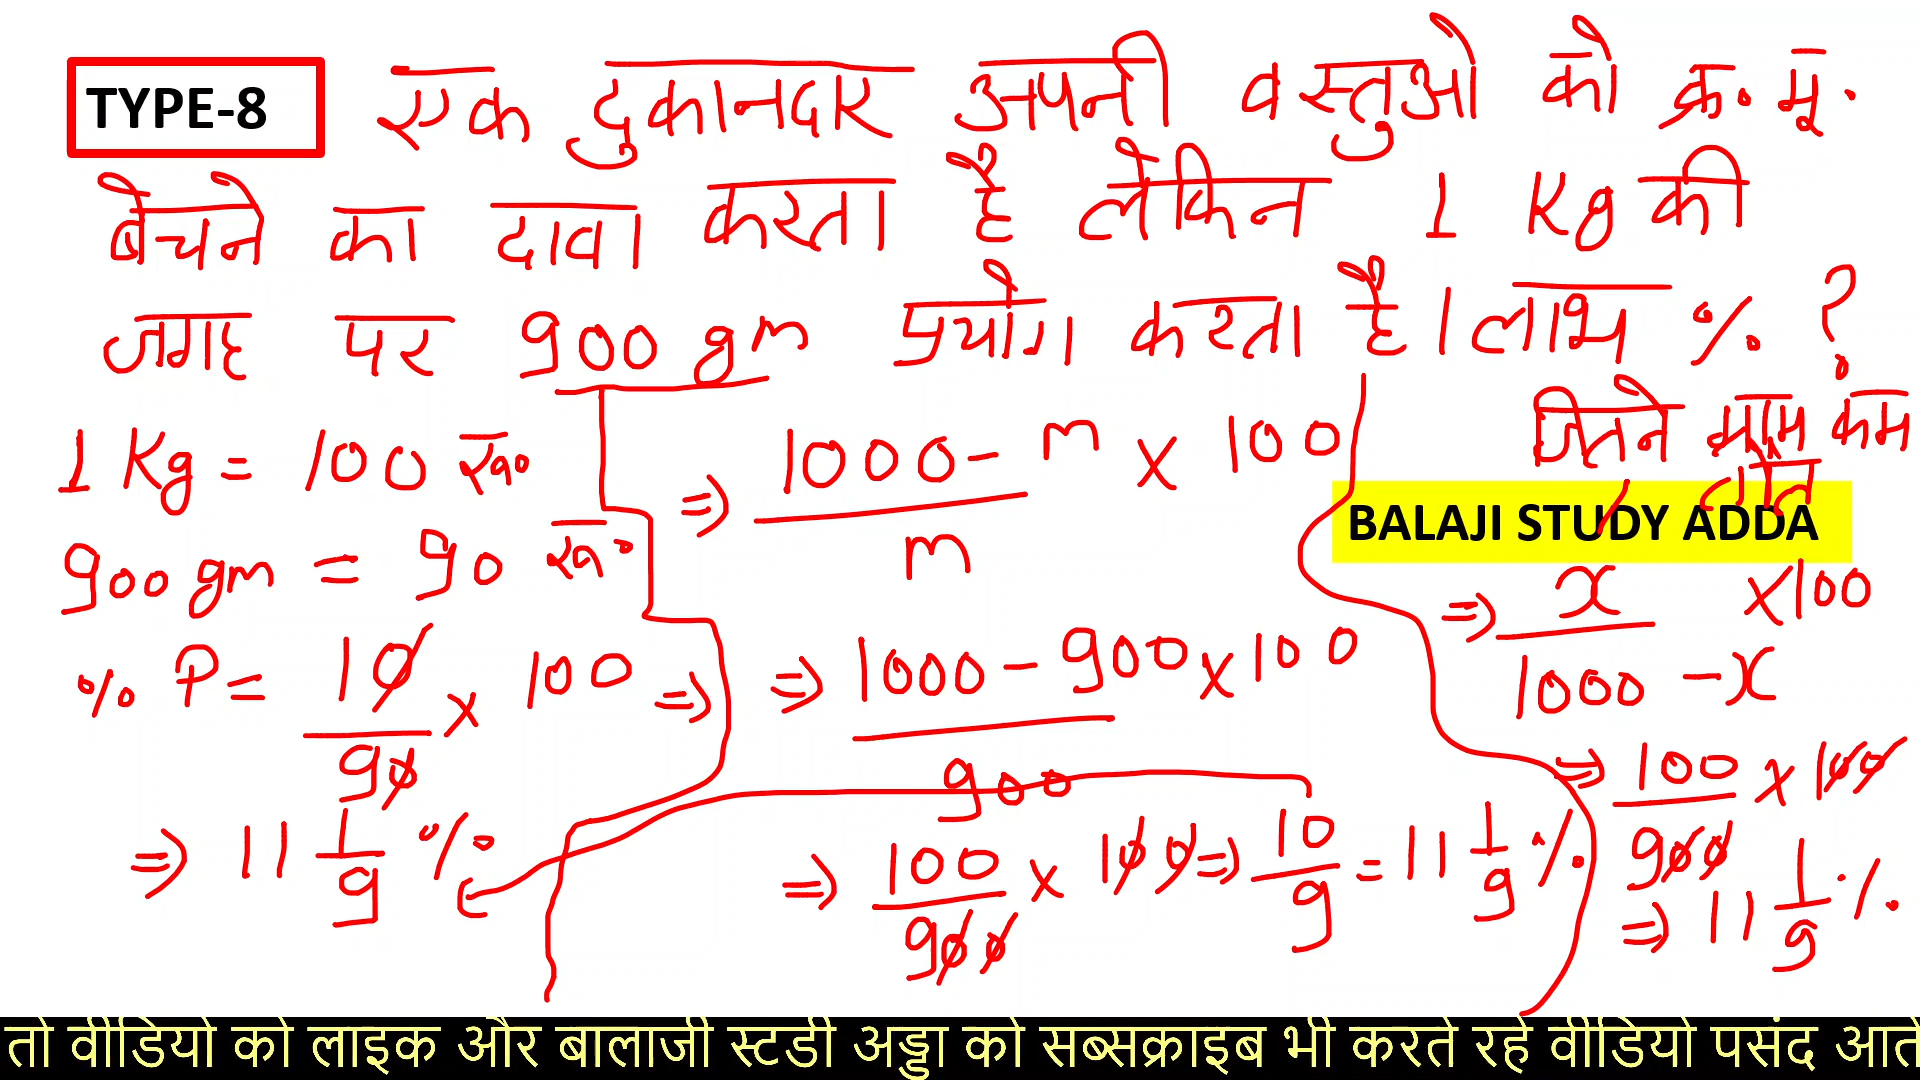 TYPE-8 एक दुकानदार अपनी वस्तुओ को क्र. मू.
बेचने का दावा करता है लेकिन 1 Kg की
जगह पर 900 gm प्रयोग करता है। लाभ % ?
1 Kg = 100 रू०
900 gm = 90 रू०
% P = 10/90 × 100 ⇒
⇒ 11 1/9 %
⇒ 1000 - m/m × 100
⇒ 1000 - 900/900 × 100
⇒ 100/900 × 100 ⇒ 10/9 = 11 1/9 %
जितने ग्राम कम
तोल
BALAJI STUDY ADDA
⇒ x/1000 - x × 100
⇒ 100/900 × 100
⇒ 11 1/9 %
तो वीडियो को लाइक और बालाजी स्टडी अड्डा को सब्सक्राइब भी करते रहे वीडियो पसंद आते